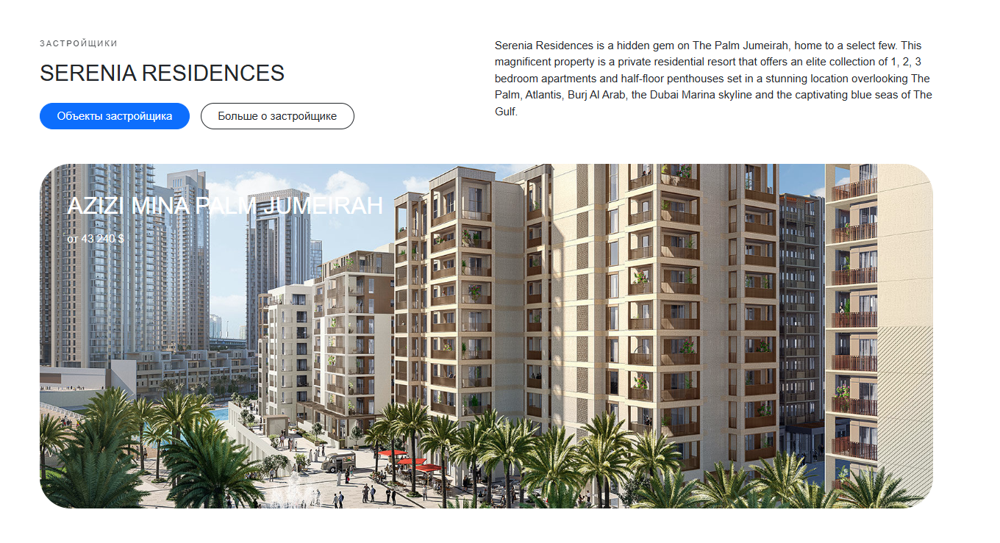 ЗАСТРОЙЩИКИ
SERENIA RESIDENCES
Объекты застройщика
Больше о застройщике
Serenia Residences is a hidden gem on The Palm Jumeirah, home to a select few. This
magnificent property is a private residential resort that offers an elite collection of 1, 2, 3
bedroom apartments and half-floor penthouses set in a stunning location overlooking The
Palm, Atlantis, Burj Al Arab, the Dubai Marina skyline and the captivating blue seas of The
Gulf.
AZIZI MINA PALM JUMEIRAH
от 43 240 $